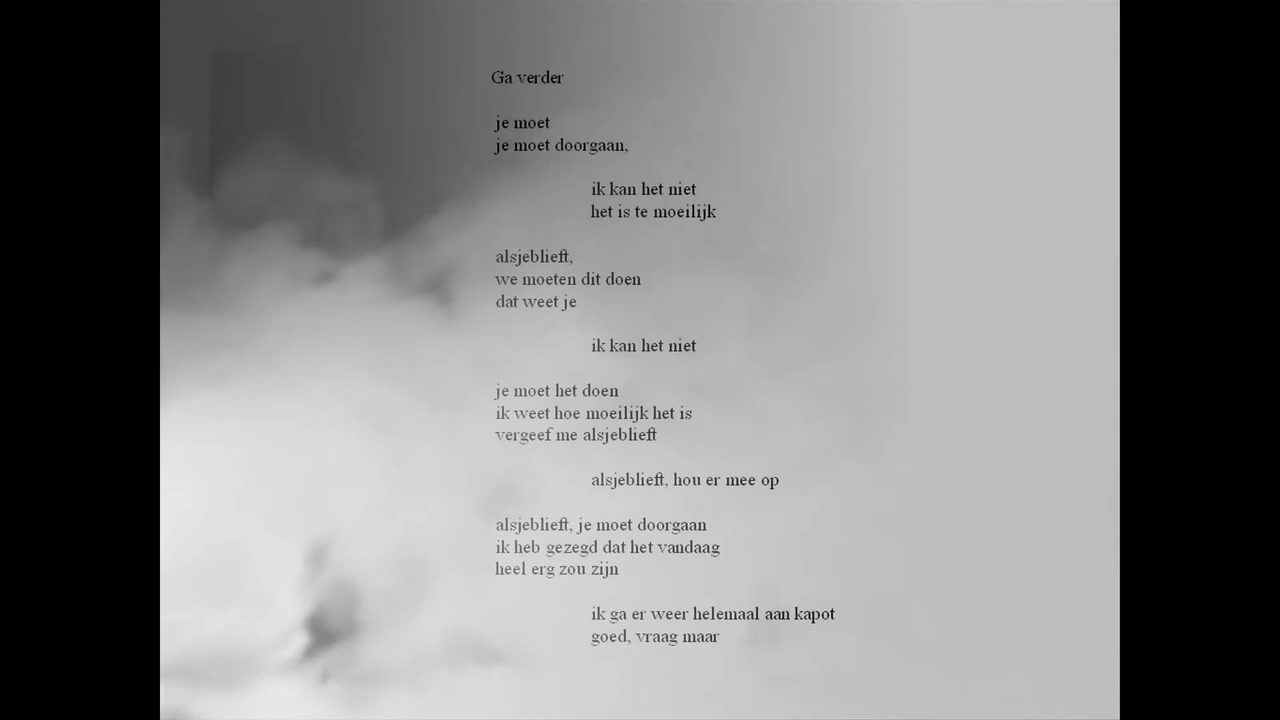 Ga verder
je moet
je moet doorgaan,
ik kan het niet
het is te moeilijk
alsjeblieft,
we moeten dit doen
dat weet je
ik kan het niet
je moet het doen
ik weet hoe moeilijk het is
vergeef me alsjeblieft
alsjeblieft, hou er mee op
alsjeblieft, je moet doorgaan
ik heb gezegd dat het vandaag
heel erg zou zijn
ik ga er weer helemaal aan kapot
goed, vraag maar